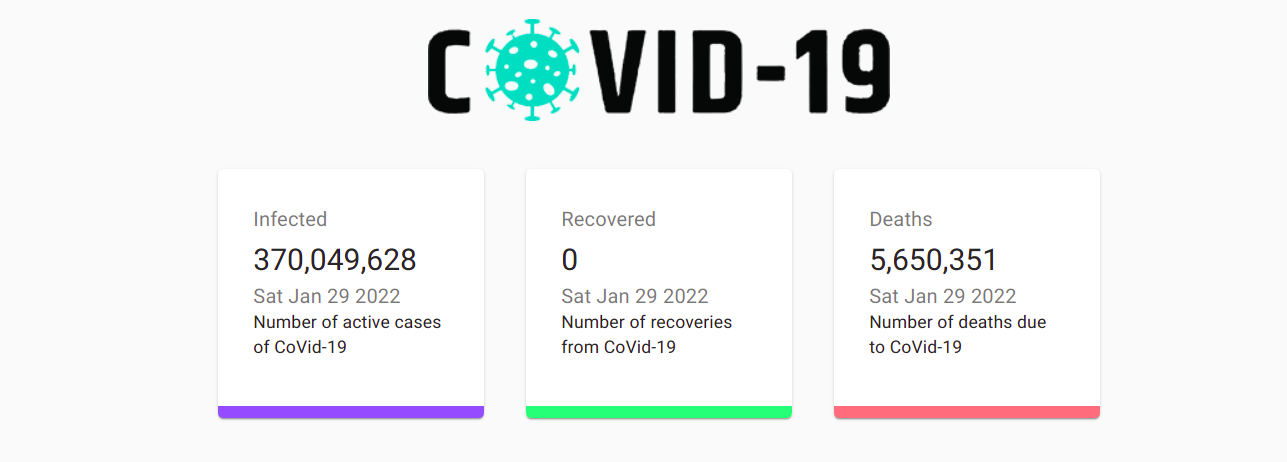 COVID-19
Infected
370,049,628
Sat Jan 29 2022
Number of active cases
of CoVid-19
Recovered
0
Sat Jan 29 2022
Number of recoveries
from CoVid-19
Deaths
5,650,351
Sat Jan 29 2022
Number of deaths due
to CoVid-19